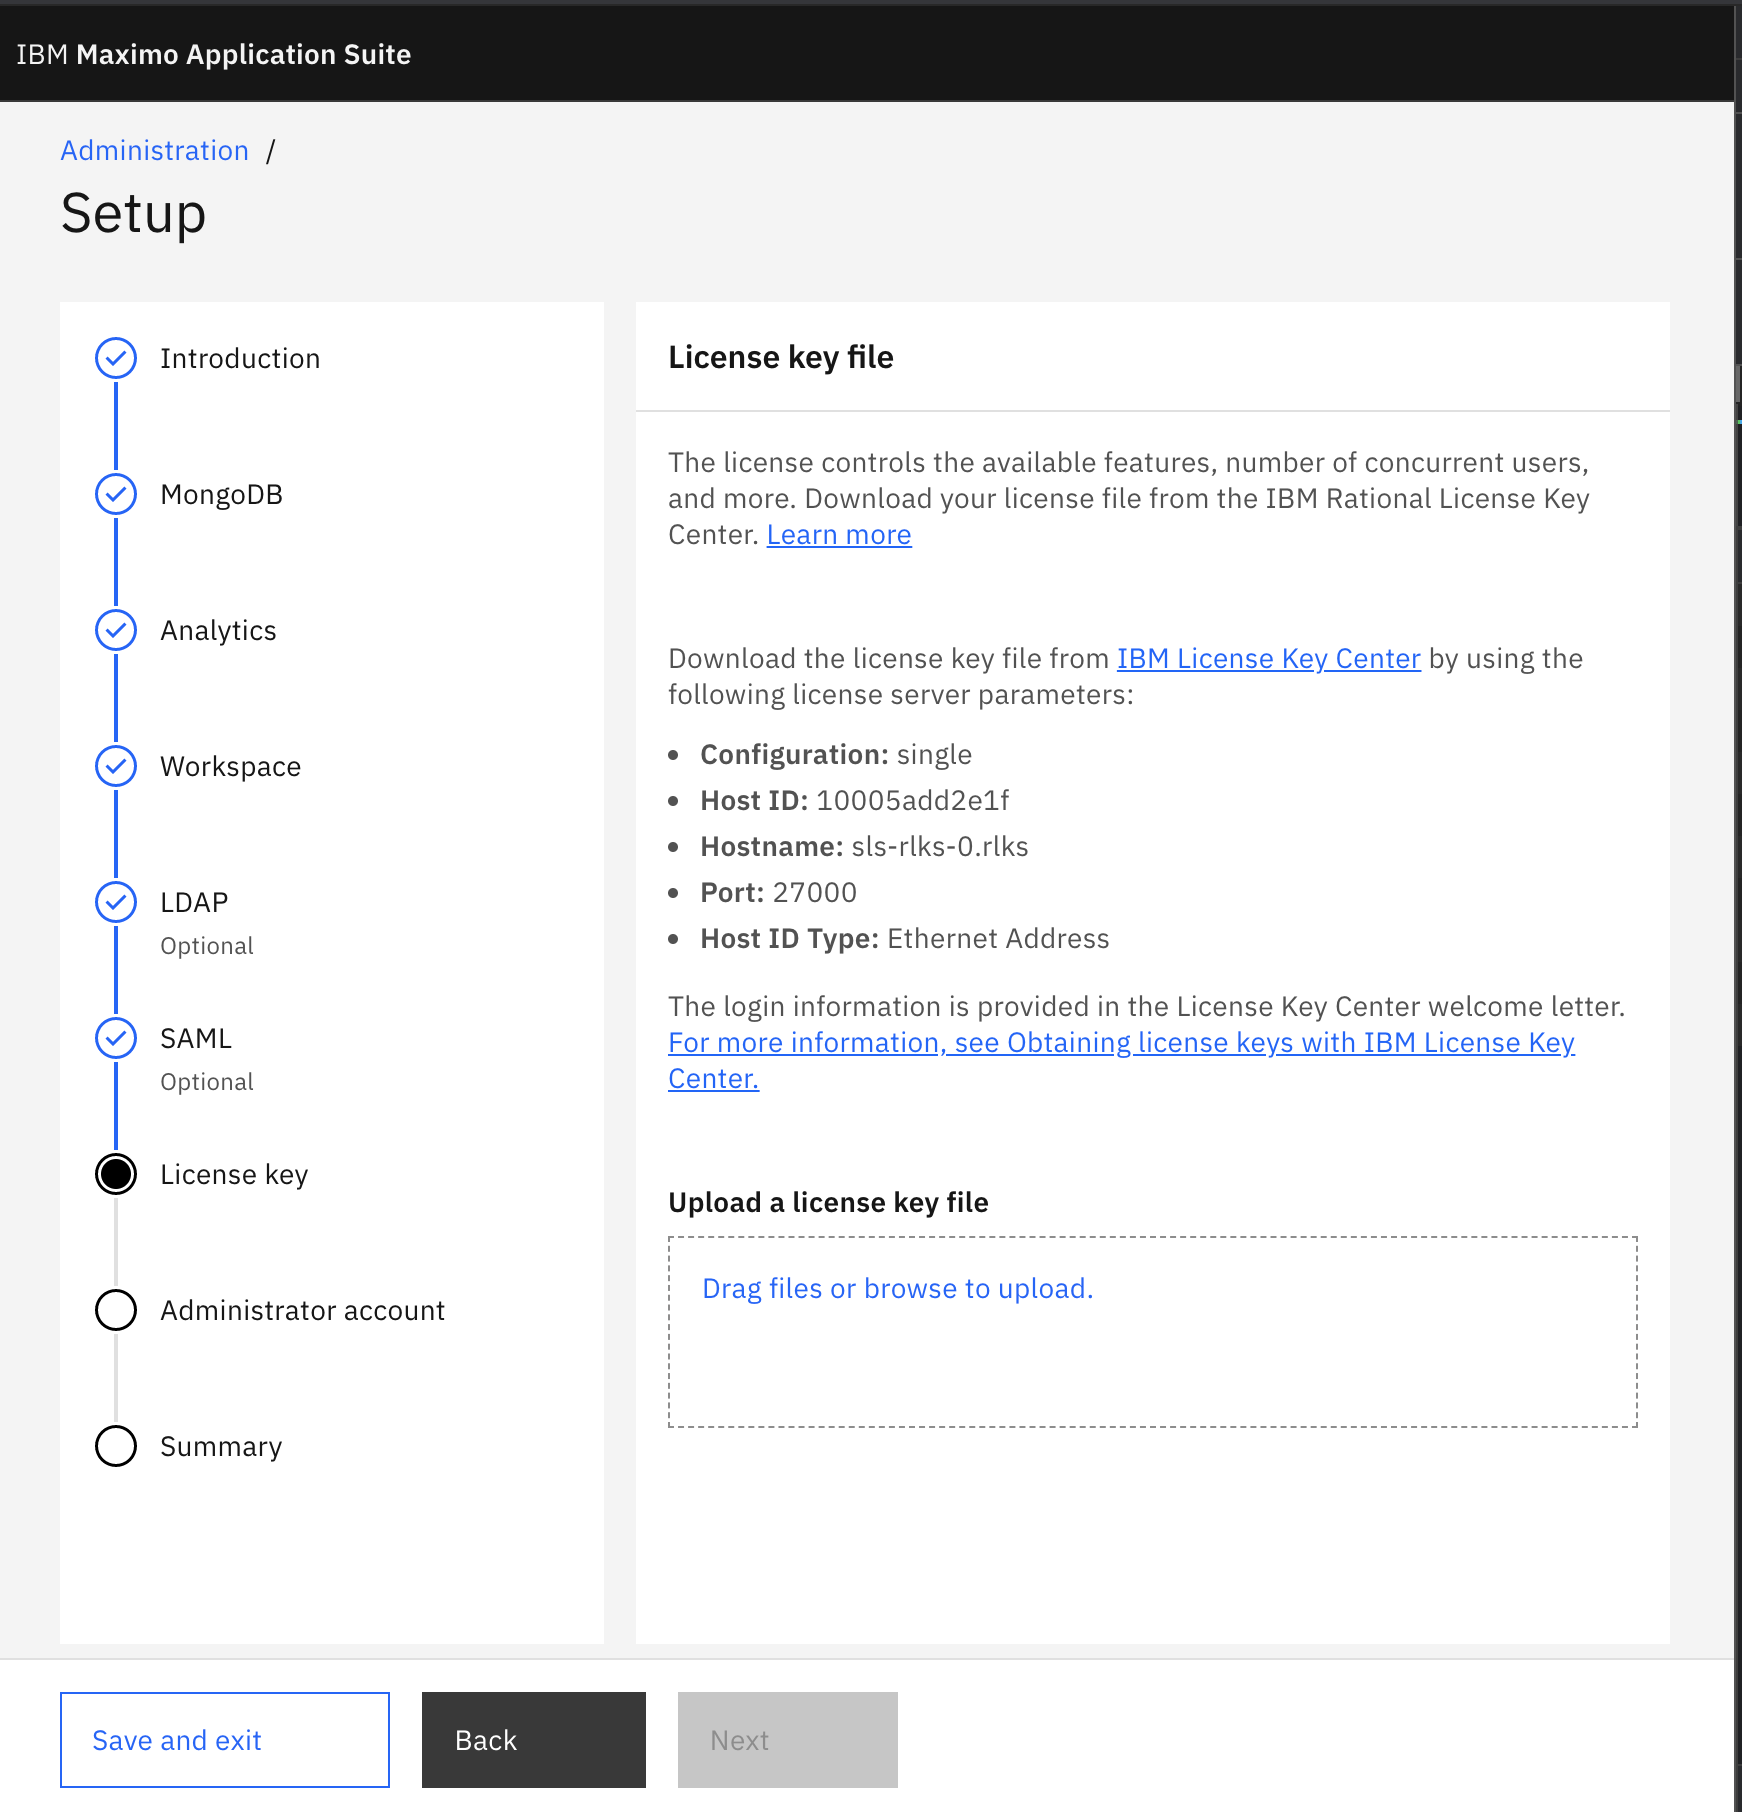 IBM Maximo Application Suite
Administration /
Setup
Introduction
MongoDB
Analytics
Workspace
LDAP
Optional
SAML
Optional
License key
Administrator account
Summary
License key file
The license controls the available features, number of concurrent users,
and more. Download your license file from the IBM Rational License Key
Center. Learn more
Download the license key file from IBM License Key Center by using the
following license server parameters:
• Configuration: single
• Host ID: 10005add2e1f
• Hostname: sls-rlks-0.rlks
• Port: 27000
• Host ID Type: Ethernet Address
The login information is provided in the License Key Center welcome letter.
For more information, see Obtaining license keys with IBM License Key
Center.
Upload a license key file
Drag files or browse to upload.
Save and exit
Back
Next